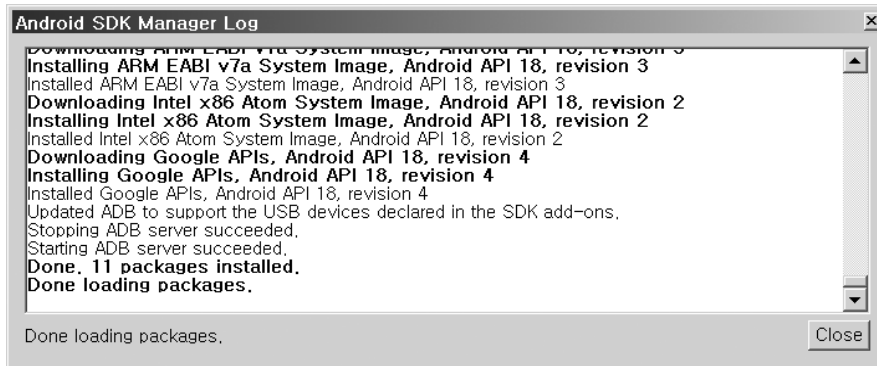 Android SDK Manager Log
Installing ARM EABI v7a System Image, Android API 18, revision 3
Installed ARM EABI v7a System Image, Android API 18, revision 3
Downloading Intel x86 Atom System Image, Android API 18, revision 2
Installing Intel x86 Atom System Image, Android API 18, revision 2
Installed Intel x86 Atom System Image, Android API 18, revision 2
Downloading Google APIs, Android API 18, revision 4
Installing Google APIs, Android API 18, revision 4
Installed Google APIs, Android API 18, revision 4
Updated ADB to support the USB devices declared in the SDK add-ons.
Stopping ADB server succeeded.
Starting ADB server succeeded.
Done. 11 packages installed.
Done loading packages.
Done loading packages.
Close